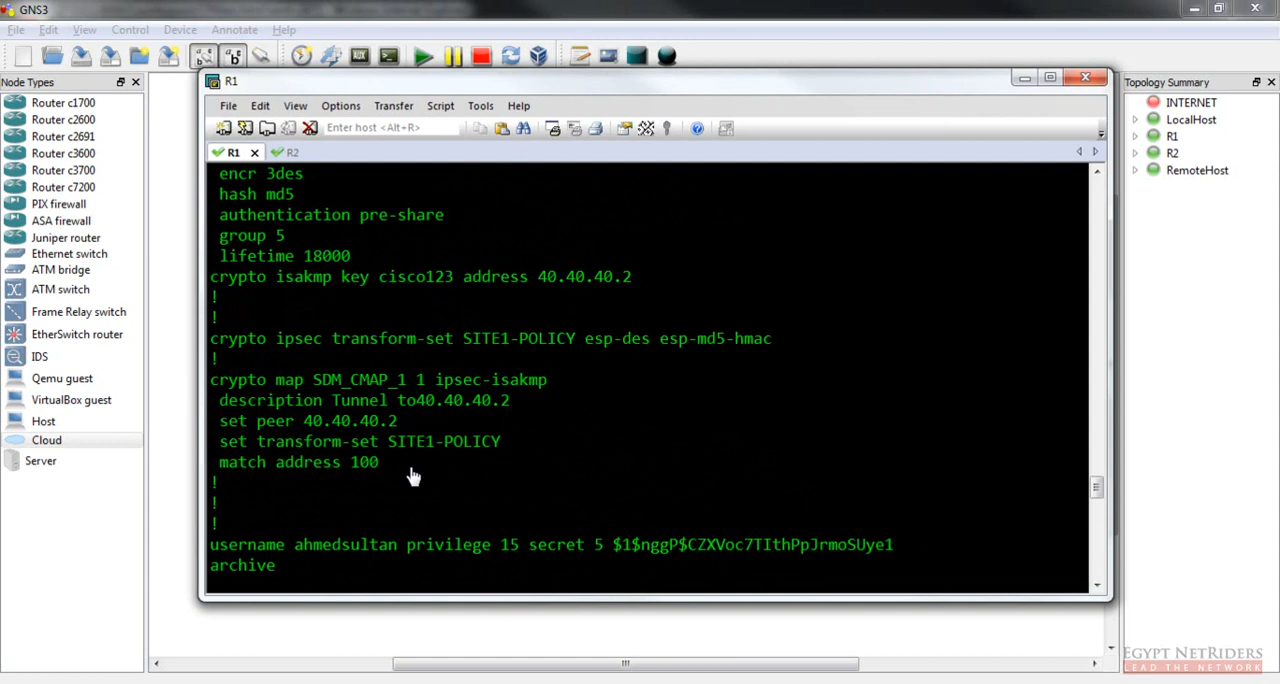 GNS3
File Edit View Control Device Annotate Help
Node Types
Router c1700
Router c2600
Router c2691
Router c3600
Router c3700
Router c7200
PIX firewall
ASA firewall
Juniper router
Ethernet switch
ATM bridge
ATM switch
Frame Relay switch
EtherSwitch router
IDS
Qemu guest
VirtualBox guest
Host
Cloud
Server
R1
File Edit View Options Transfer Script Tools Help
Enter host <Alt+R>
R1 R2
encr 3des
hash md5
authentication pre-share
group 5
lifetime 18000
crypto isakmp key cisco123 address 40.40.40.2
!
!
crypto ipsec transform-set SITE1-POLICY esp-des esp-md5-hmac
!
crypto map SDM_CMAP_1 1 ipsec-isakmp
description Tunnel to40.40.40.2
set peer 40.40.40.2
set transform-set SITE1-POLICY
match address 100
!
!
!
username ahmedsultan privilege 15 secret 5 $1$nggP$CZXVoc7TIthPpJrmoSUye1
archive
Topology Summary
INTERNET
LocalHost
R1
R2
RemoteHost
EGYPT NETRIDERS
LEAD THE NETWORK